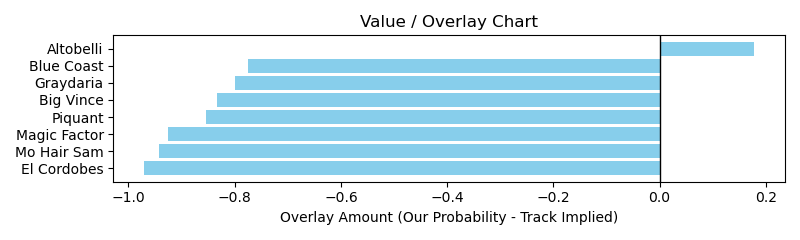 Value / Overlay Chart
Altobelli
Blue Coast
Graydaria
Big Vince
Piquant
Magic Factor
Mo Hair Sam
El Cordobes
−1.0 −0.8 −0.6 −0.4 −0.2 0.0 0.2
Overlay Amount (Our Probability - Track Implied)